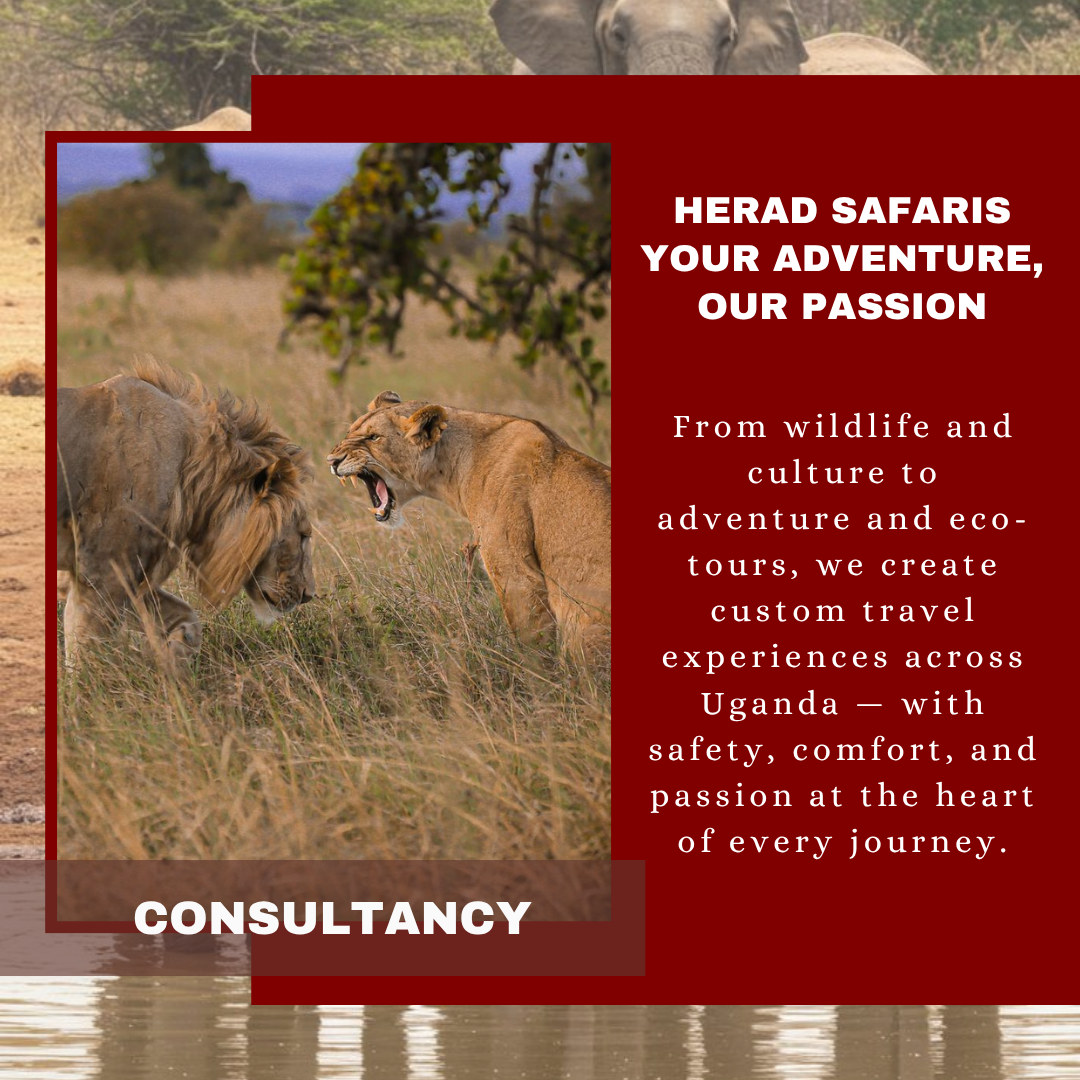 HERAD SAFARIS
YOUR ADVENTURE,
OUR PASSION
From wildlife and
culture to
adventure and eco-
tours, we create
custom travel
experiences across
Uganda — with
safety, comfort, and
passion at the heart
of every journey.
CONSULTANCY